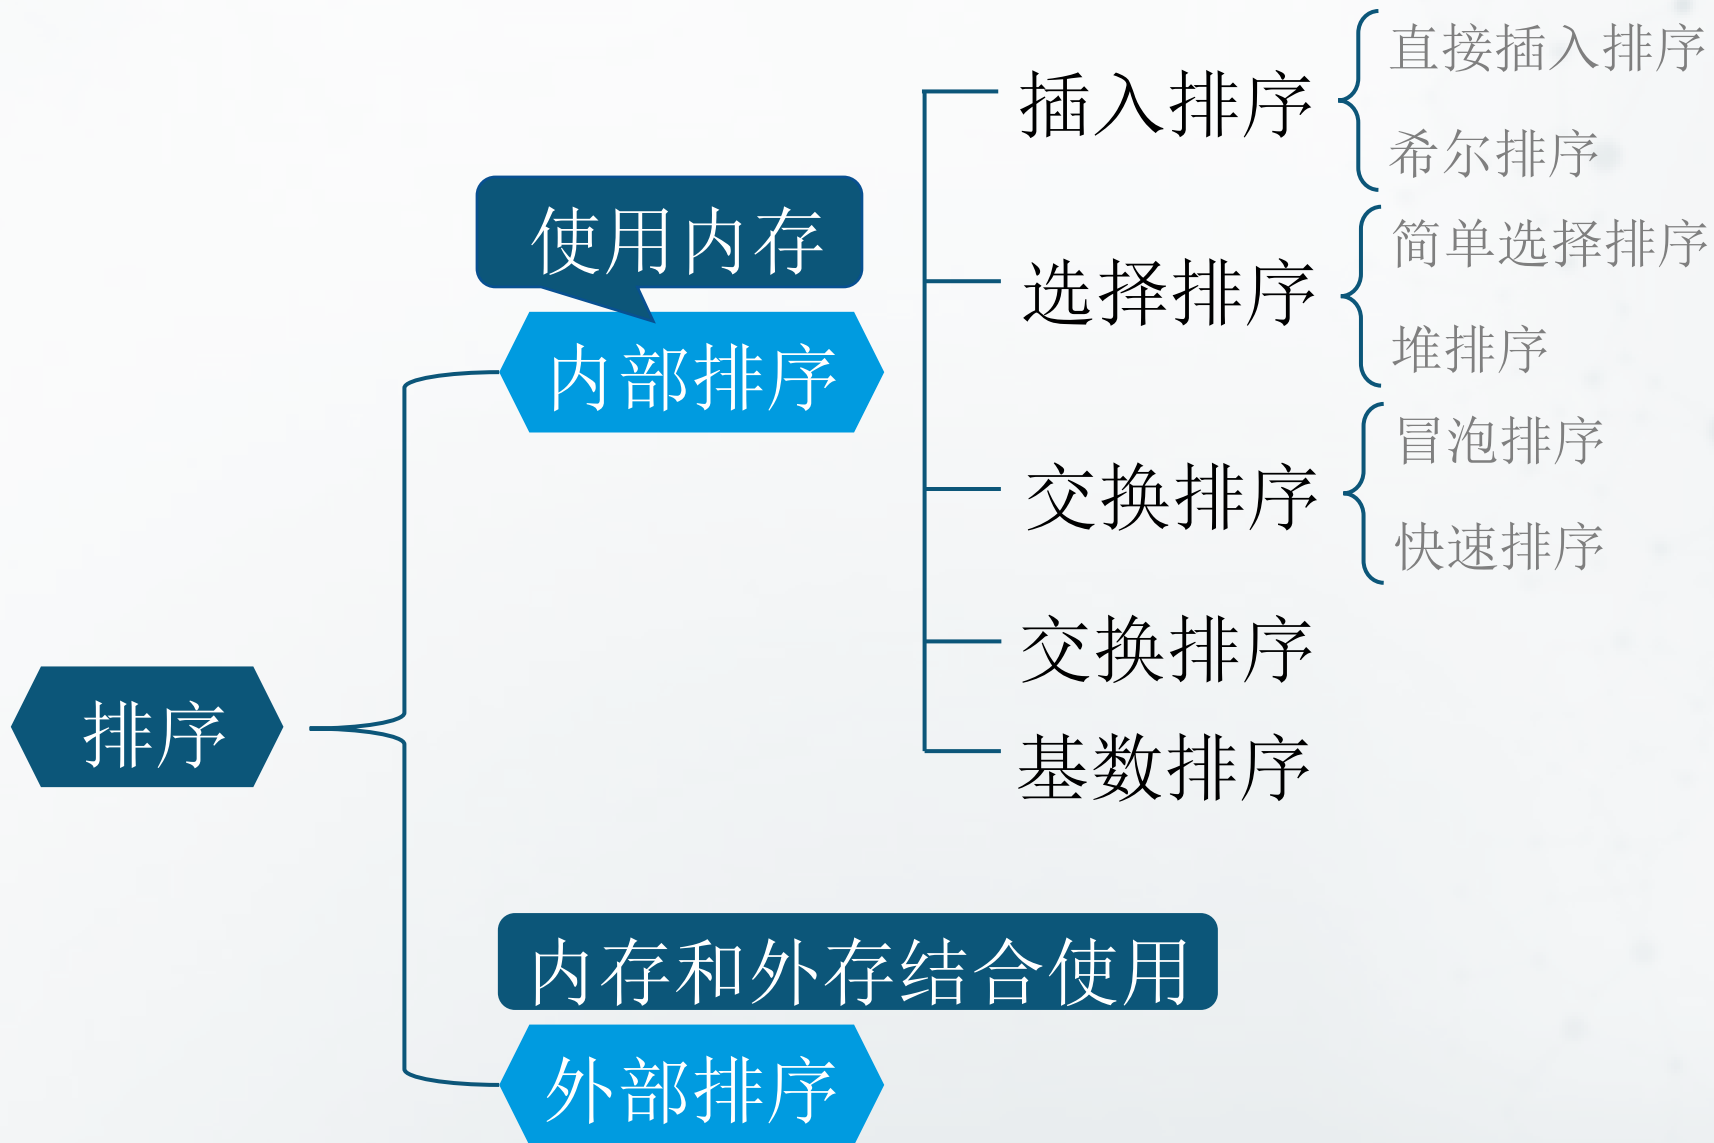 直接插入排序
插入排序
希尔排序
使用内存
简单选择排序
选择排序
堆排序
内部排序
冒泡排序
交换排序
快速排序
交换排序
排序
基数排序
内存和外存结合使用
外部排序